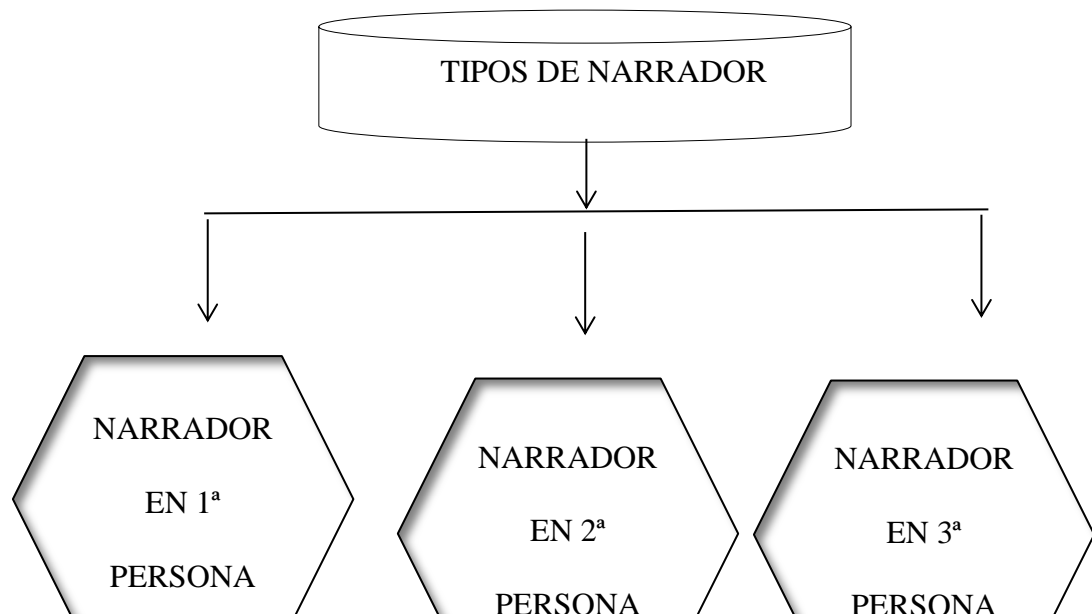 TIPOS DE NARRADOR
NARRADOR
EN 1ª
PERSONA
NARRADOR
EN 2ª
PERSONA
NARRADOR
EN 3ª
PERSONA